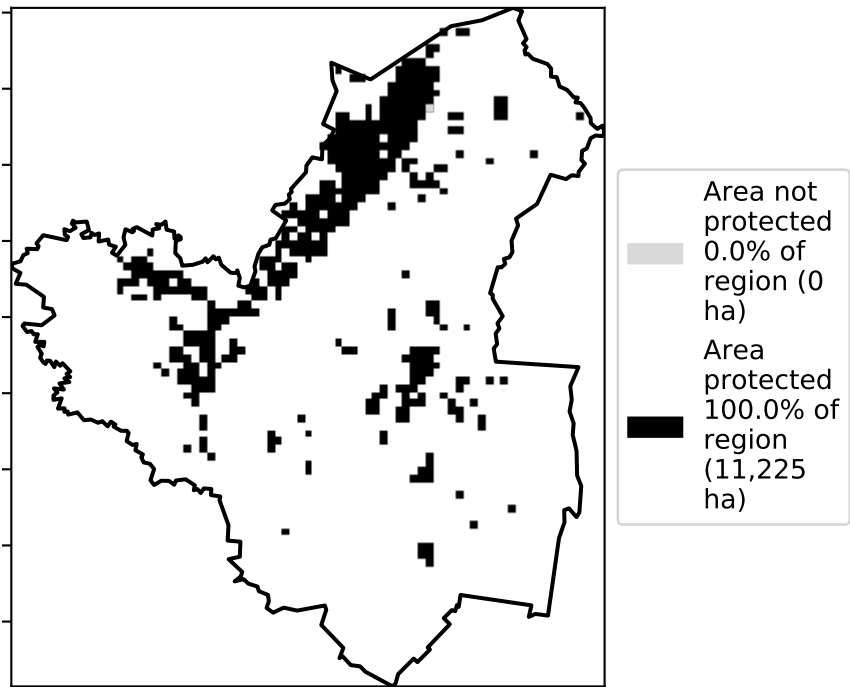 Area not
protected
0.0% of
region (0
ha)
Area
protected
100.0% of
region
(11,225
ha)